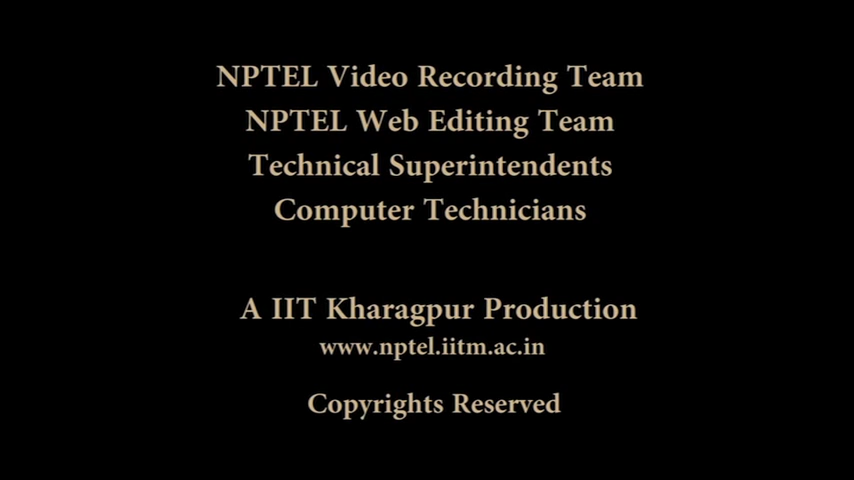 NPTEL Video Recording Team
NPTEL Web Editing Team
Technical Superintendents
Computer Technicians
A IIT Kharagpur Production
www.nptel.iitm.ac.in
Copyrights Reserved